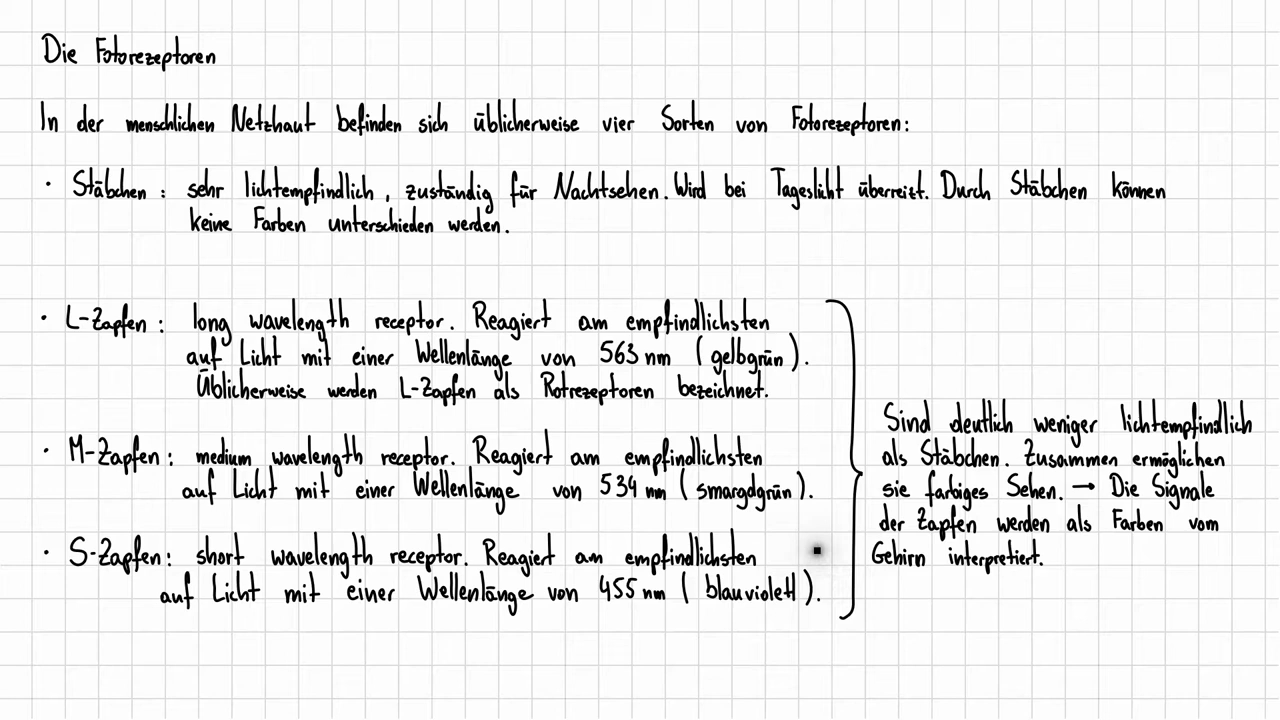 Die Fotorezeptoren
In der menschlichen Netzhaut befinden sich üblicherweise vier Sorten von Fotorezeptoren:
· Stäbchen: sehr lichtempfindlich, zuständig für Nachtsehen. Wird bei Tageslicht überreizt. Durch Stäbchen können
keine Farben unterschieden werden.
· L-Zapfen: long wavelength receptor. Reagiert am empfindlichsten
auf Licht mit einer Wellenlänge von 563 nm (gelbgrün).
Üblicherweise werden L-Zapfen als Rotrezeptoren bezeichnet.
· M-Zapfen: medium wavelength receptor. Reagiert am empfindlichsten
auf Licht mit einer Wellenlänge von 534 nm (smargdgrün).
· S-Zapfen: short wavelength receptor. Reagiert am empfindlichsten
auf Licht mit einer Wellenlänge von 455 nm (blauviolett).
Sind deutlich weniger lichtempfindlich
als Stäbchen. Zusammen ermöglichen
sie farbiges Sehen. → Die Signale
der Zapfen werden als Farben vom
Gehirn interpretiert.